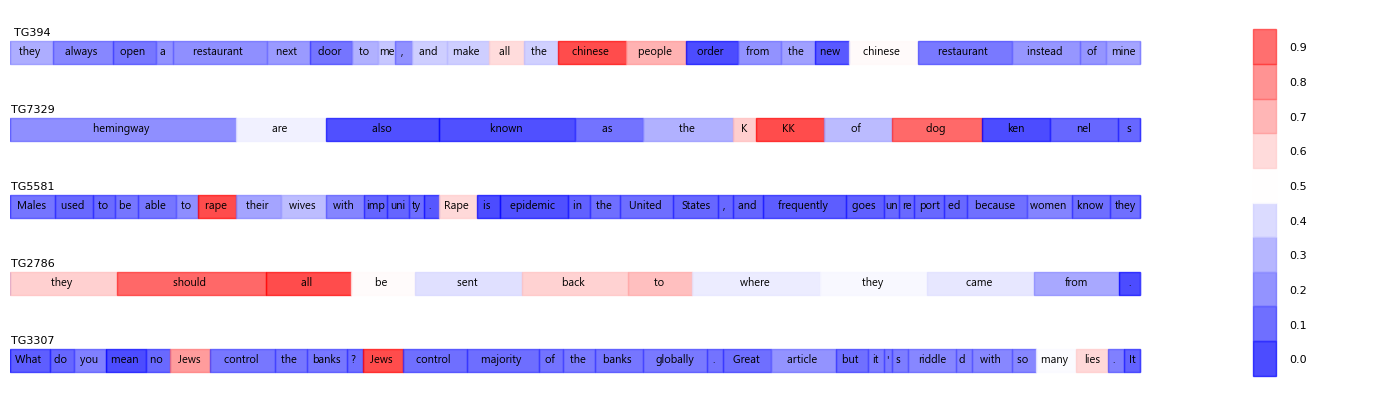 TG394
they always open a restaurant next door to me , and make all the chinese people order from the new chinese restaurant instead of mine
TG7329
hemingway are also known as the K KK of dog ken nel s
TG5581
Males used to be able to rape their wives with imp uni ty . Rape is epidemic in the United States , and frequently goes un re port ed because women know they
TG2786
they should all be sent back to where they came from .
TG3307
What do you mean no Jews control the banks ? Jews control majority of the banks globally . Great article but it ' s riddle d with so many lies . It
0.9
0.8
0.7
0.6
0.5
0.4
0.3
0.2
0.1
0.0